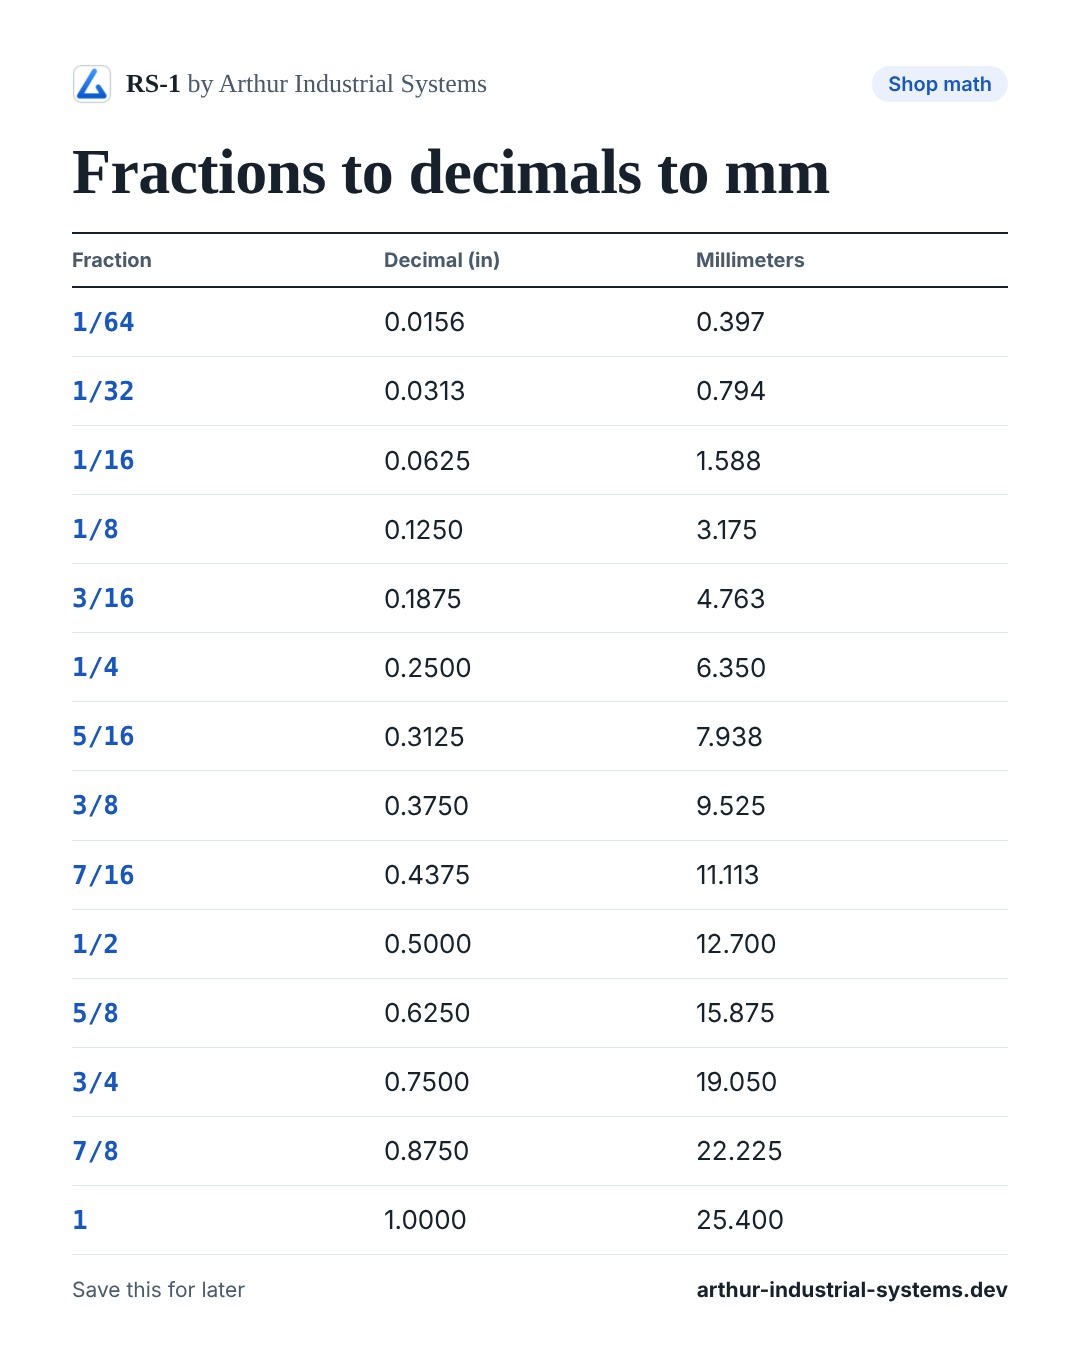 RS-1 by Arthur Industrial Systems
Shop math
Fractions to decimals to mm
Fraction Decimal (in) Millimeters
1/64 0.0156 0.397
1/32 0.0313 0.794
1/16 0.0625 1.588
1/8 0.1250 3.175
3/16 0.1875 4.763
1/4 0.2500 6.350
5/16 0.3125 7.938
3/8 0.3750 9.525
7/16 0.4375 11.113
1/2 0.5000 12.700
5/8 0.6250 15.875
3/4 0.7500 19.050
7/8 0.8750 22.225
1 1.0000 25.400
Save this for later
arthur-industrial-systems.dev